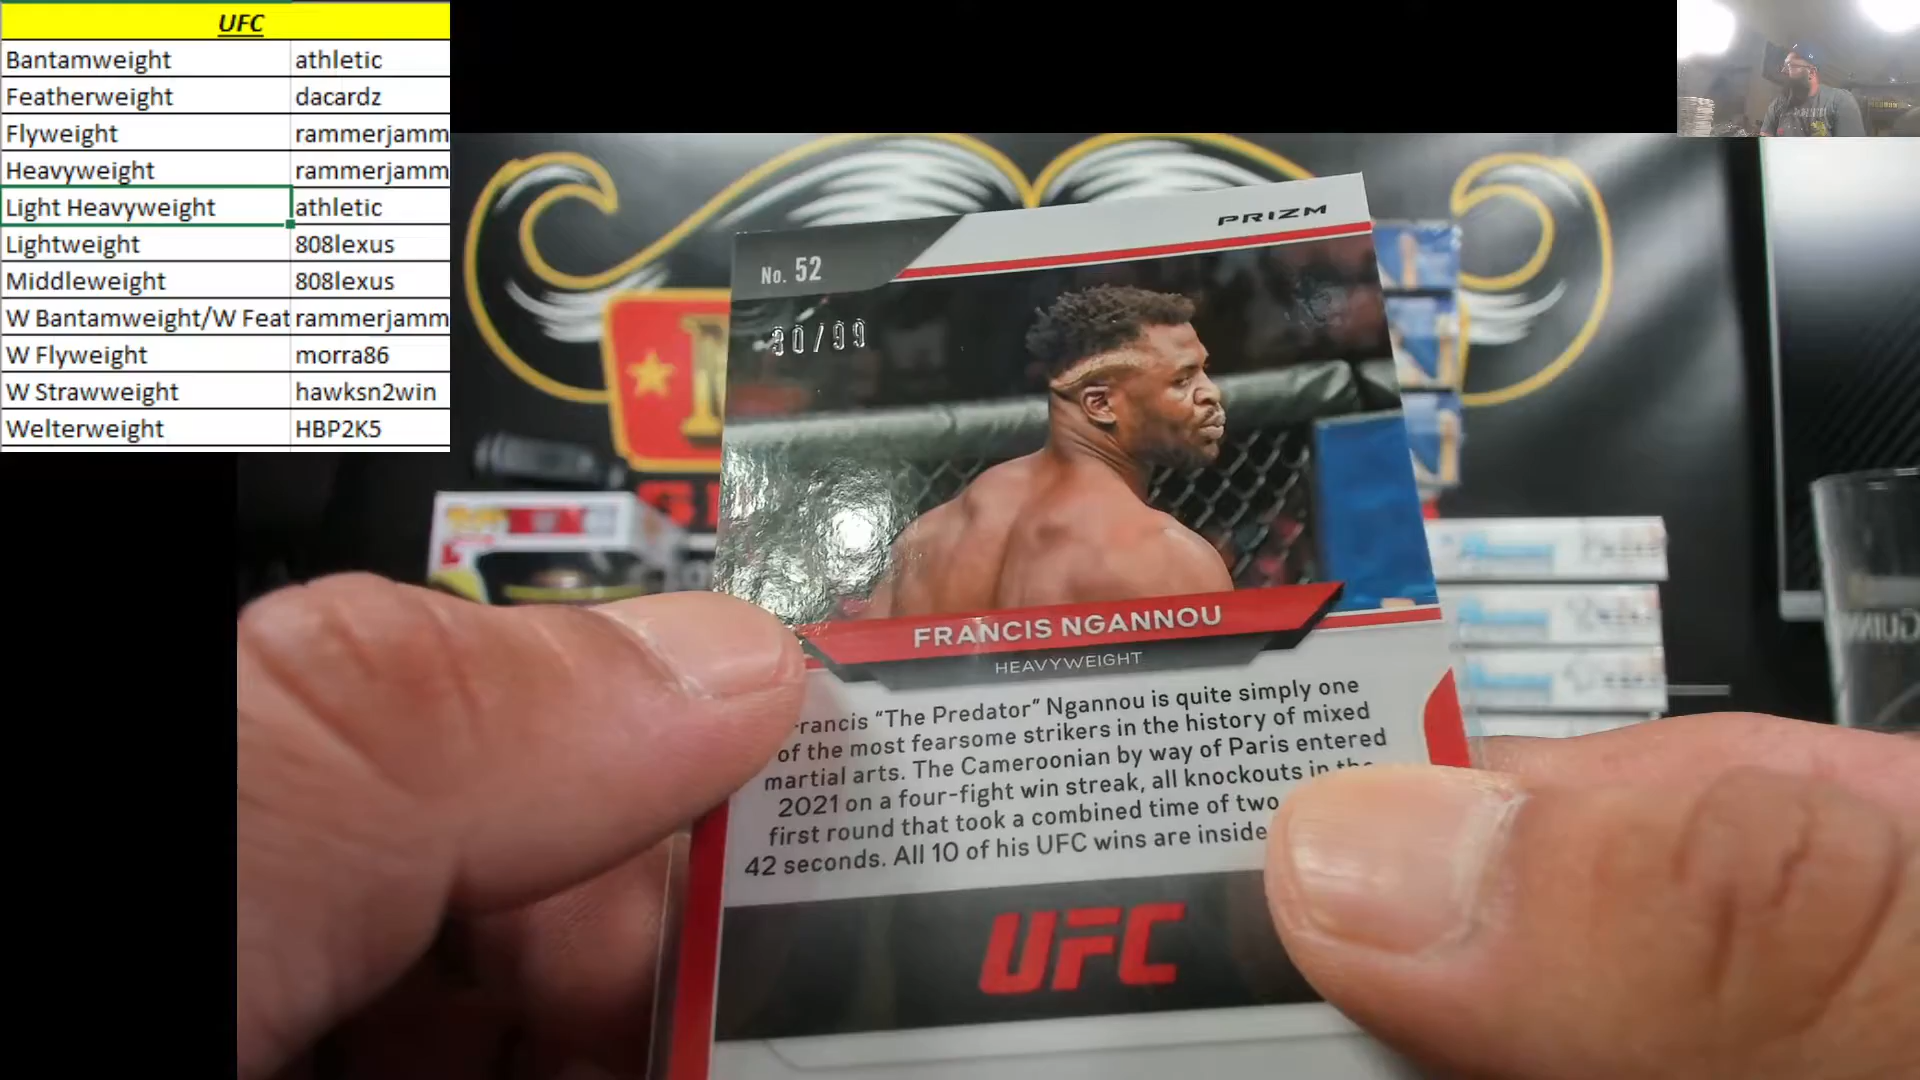 UFC
Bantamweight athletic
Featherweight dacardz
Flyweight rammerjamm
Heavyweight rammerjamm
Light Heavyweight athletic
Lightweight 808lexus
Middleweight 808lexus
W Bantamweight/W Feat rammerjamm
W Flyweight morra86
W Strawweight hawksn2win
Welterweight HBP2K5
PRIZM
No. 52
30/99
FRANCIS NGANNOU
HEAVYWEIGHT
rancis “The Predator” Ngannou is quite simply one
of the most fearsome strikers in the history of mixed
martial arts. The Cameroonian by way of Paris entered
2021 on a four-fight win streak, all knockouts in the
first round that took a combined time of two
42 seconds. All 10 of his UFC wins are inside
UFC